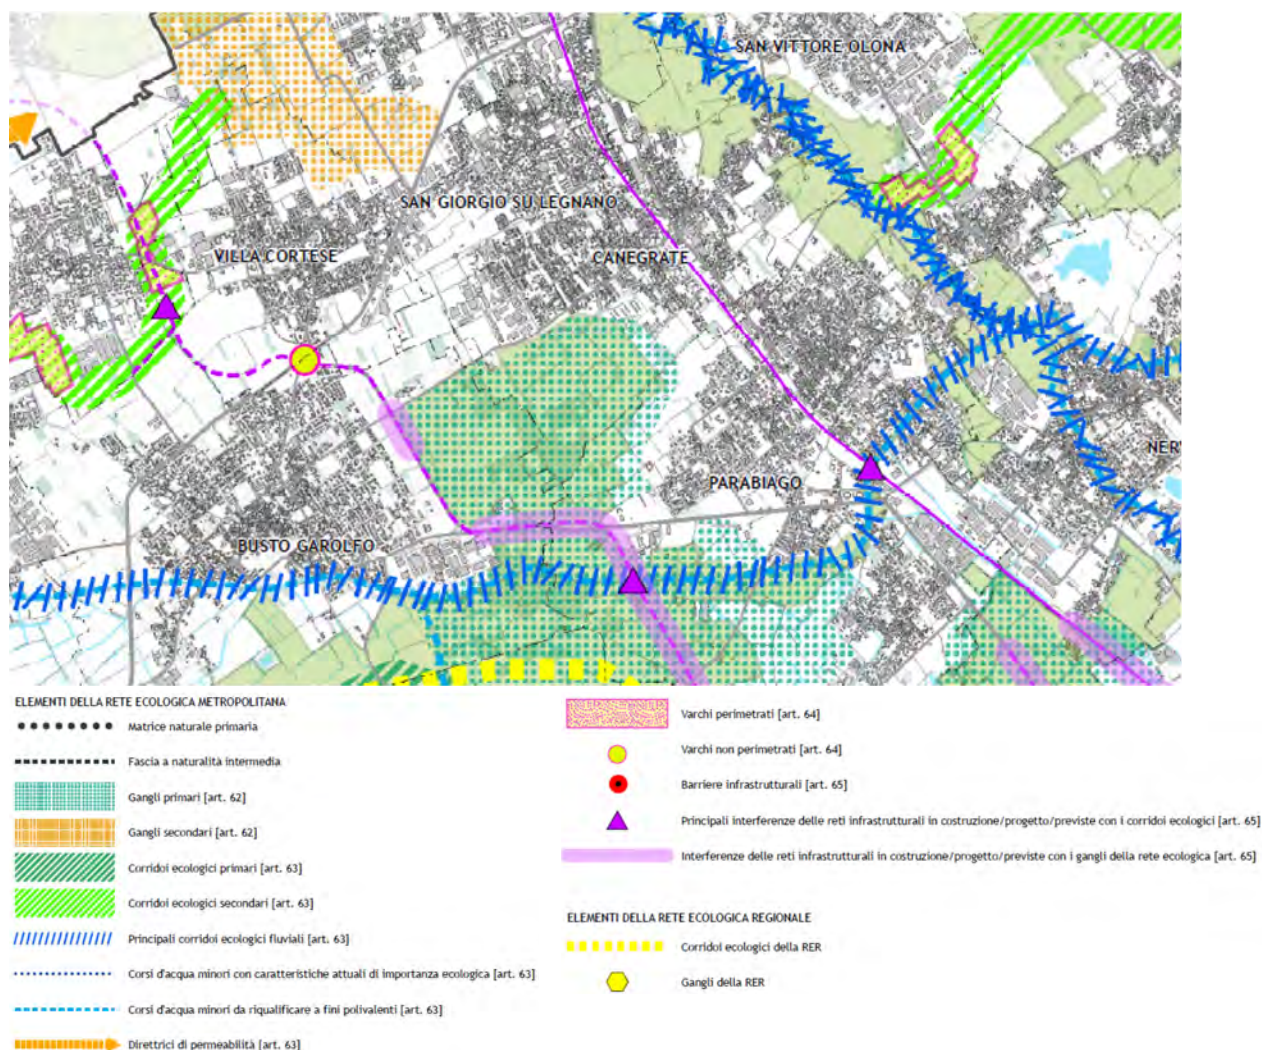 SAN VITTORE OLONA
SAN GIORGIO SU LEGNANO
VILLA CORTESE
CANEGRATE
NER
PARABIAGO
BUSTO GAROLFO
ELEMENTI DELLA RETE ECOLOGICA METROPOLITANA
Matrice naturale primaria
Fascia a naturalità intermedia
Gangli primari [art. 62]
Gangli secondari [art. 62]
Corridoi ecologici primari [art. 63]
Corridoi ecologici secondari [art. 63]
Principali corridoi ecologici fluviali [art. 63]
Corsi d'acqua minori con caratteristiche attuali di importanza ecologica [art. 63]
Corsi d'acqua minori da riqualificare a fini polivalenti [art. 63]
Direttrici di permeabilità [art. 63]
Varchi perimetrati [art. 64]
Varchi non perimetrati [art. 64]
Barriere infrastrutturali [art. 65]
Principali interferenze delle reti infrastrutturali in costruzione/progetto/previste con i corridoi ecologici [art. 65]
Interferenze delle reti infrastrutturali in costruzione/progetto/previste con i gangli della rete ecologica [art. 65]
ELEMENTI DELLA RETE ECOLOGICA REGIONALE
Corridoi ecologici della RER
Gangli della RER